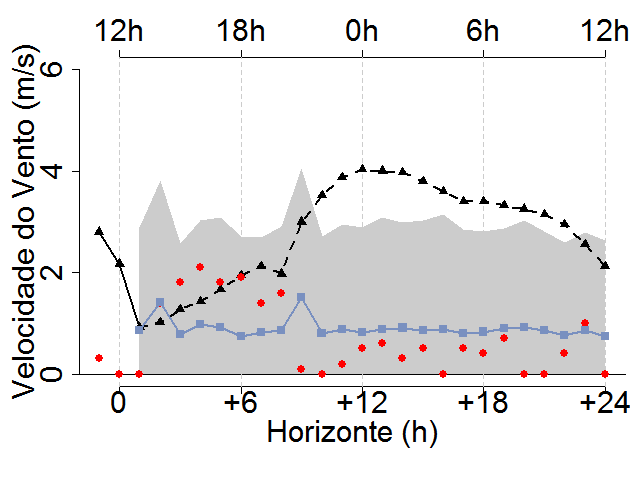 12h 18h 0h 6h 12h
Velocidade do Vento (m/s)
6
4
2
0
0 +6 +12 +18 +24
Horizonte (h)